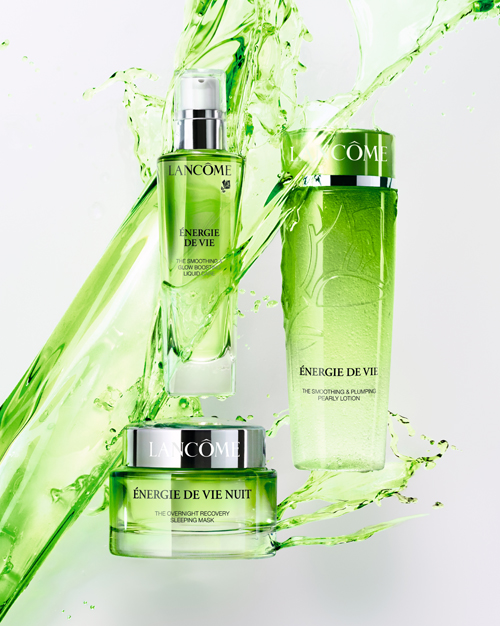 LANCÔME
ÉNERGIE
DE VIE
THE SMOOTHING &
GLOW BOOSTING
LIQUID
LANCÔME
ÉNERGIE DE VIE
THE SMOOTHING & PLUMPING
PEARLY LOTION
LANCÔME
ÉNERGIE DE VIE NUIT
THE OVERNIGHT RECOVERY
SLEEPING MASK